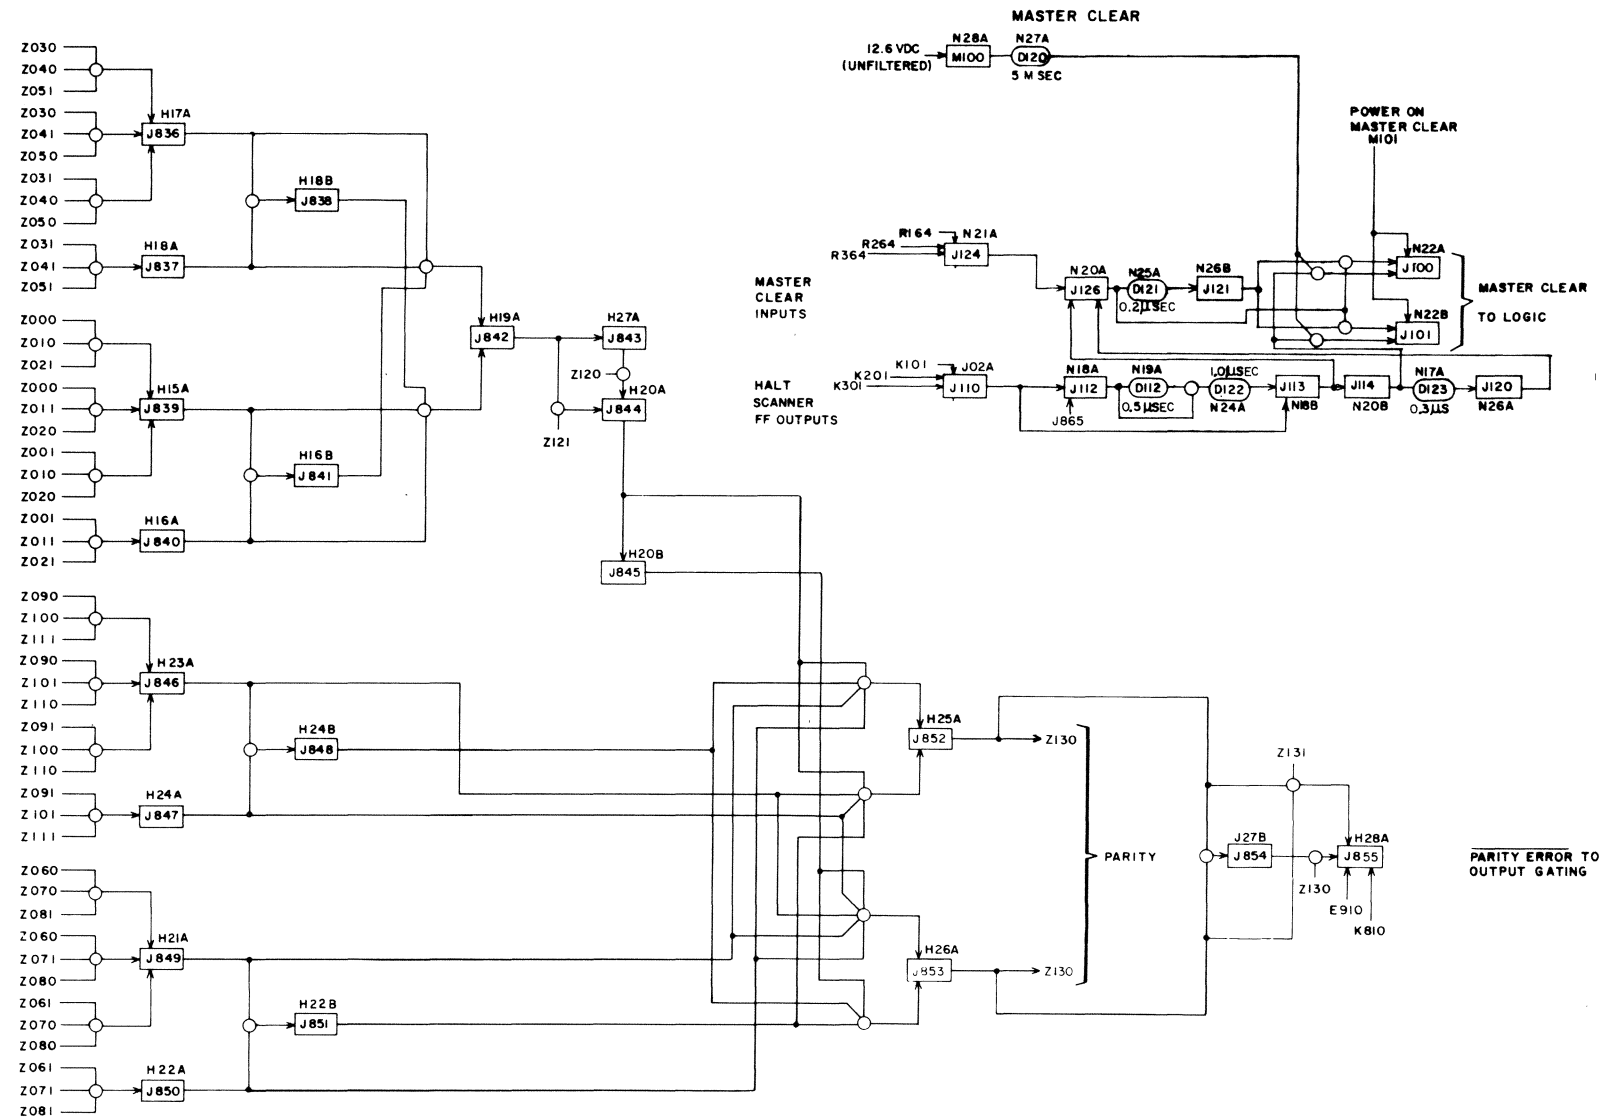 MASTER CLEAR
12.6 VDC
(UNFILTERED)
N28A
M100
N27A
D120
5 M SEC
POWER ON
MASTER CLEAR
M101
R164
R264
R364
N21A
J124
MASTER
CLEAR
INPUTS
N20A
J126
N25A
D121
0.2µSEC
N26B
J121
N22A
J100
N22B
J101
MASTER CLEAR
TO LOGIC
HALT
SCANNER
FF OUTPUTS
K101
K201
K301
J02A
J110
N18A
J112
J865
N19A
D112
0.5µSEC
1.0µSEC
D122
N24A
J113
N18B
J114
N20B
N17A
D123
0.3µS
J120
N26A
Z030
Z040
Z051
Z030
Z041
Z050
Z031
Z040
Z050
Z031
Z041
Z051
H17A
J836
H18A
J837
H18B
J838
Z000
Z010
Z021
Z000
Z011
Z020
Z001
Z010
Z020
Z001
Z011
Z021
H15A
J839
H16A
J840
H16B
J841
H19A
J842
H27A
J843
Z120
H20A
J844
Z121
H20B
J845
Z090
Z100
Z111
Z090
Z101
Z110
Z091
Z100
Z110
Z091
Z101
Z111
H23A
J846
H24A
J847
H24B
J848
Z060
Z070
Z081
Z060
Z071
Z080
Z061
Z070
Z080
Z061
Z071
Z081
H21A
J849
H22A
J850
H22B
J851
H25A
J852
Z130
H26A
J853
Z130
PARITY
Z131
J27B
J854
Z130
H28A
J855
E910
K810
PARITY ERROR TO
OUTPUT GATING